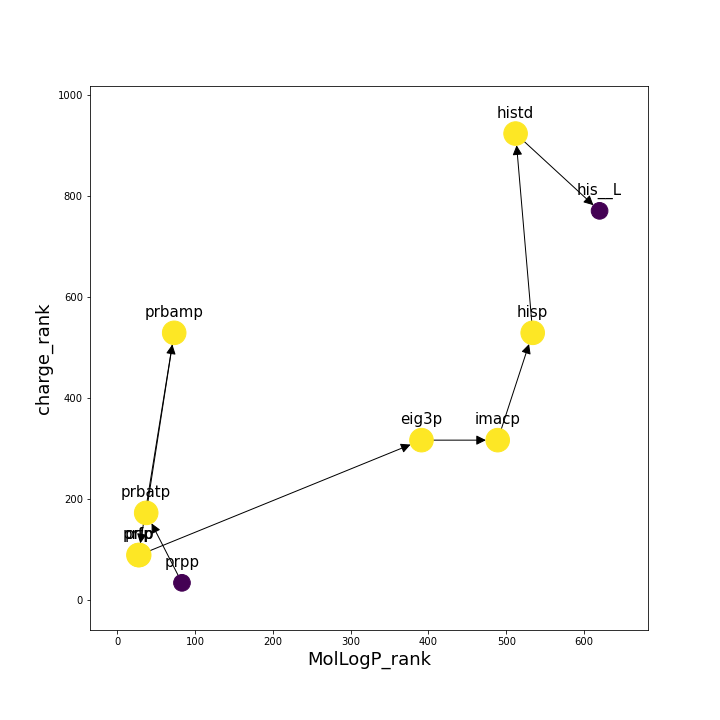 1000
800
600
400
200
0
0
100
200
300
400
500
600
charge_rank
MolLogP_rank
histd
his__L
prbamp
hisp
eig3p
imacp
prbatp
prpp